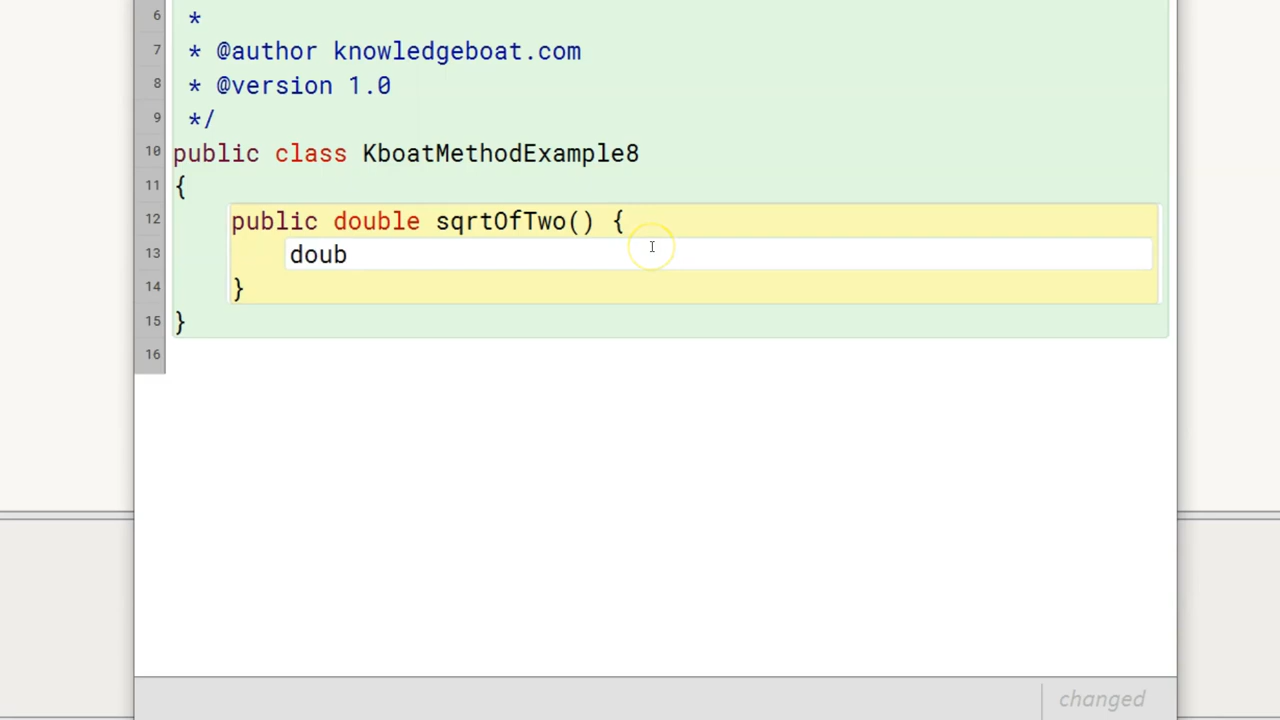 6 *
7 * @author knowledgeboat.com
8 * @version 1.0
9 */
10 public class KboatMethodExample8
11 {
12 public double sqrtOfTwo() {
13 doub
14 }
15 }
16
changed